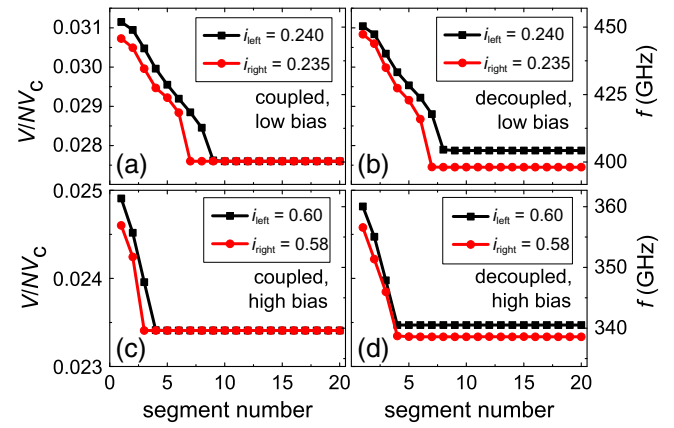 0.031
0.030
0.029
0.028
V/NV_C
i_left = 0.240
i_right = 0.235
coupled,
low bias
(a)
i_left = 0.240
i_right = 0.235
decoupled,
low bias
(b)
450
425
400
f (GHz)
0.025
0.024
0.023
V/NV_C
i_left = 0.60
i_right = 0.58
coupled,
high bias
(c)
i_left = 0.60
i_right = 0.58
decoupled,
high bias
(d)
360
350
340
f (GHz)
0 5 10 15 20
0 5 10 15 20
segment number
segment number